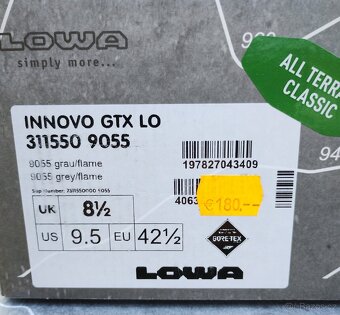 LOWA
simply more...
ALL TERRA
CLASSIC
INNOVO GTX LO
311550 9055
9055 grau/flame
9055 grey/flame
197827043409
4063
€180,--
UK 8½
US 9.5 EU 42½
GORE-TEX
LOWA